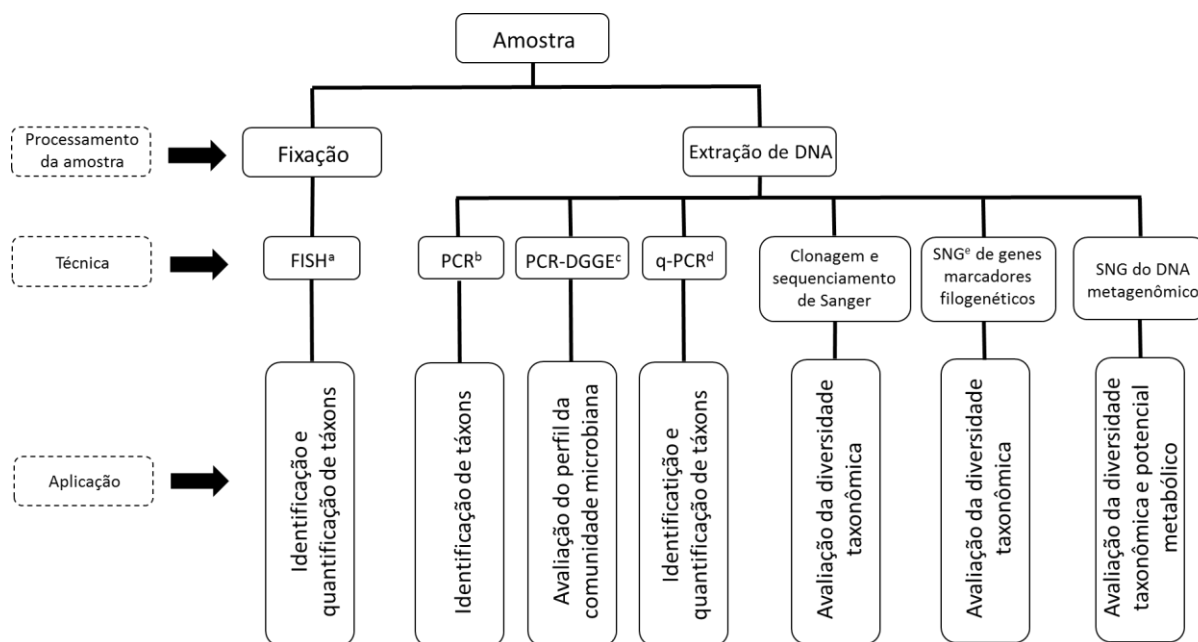 Amostra
Processamento
da amostra
Fixação
Extração de DNA
Técnica
FISHᵃ
PCRᵇ
PCR-DGGEᶜ
q-PCRᵈ
Clonagem e
sequenciamento
de Sanger
SNGᵉ de genes
marcadores
filogenéticos
SNG do DNA
metagenômico
Aplicação
Identificação e
quantificação de táxons
Identificação de táxons
Avaliação do perfil da
comunidade microbiana
Identificatição e
quantificação de táxons
Avaliação da diversidade
taxonômica
Avaliação da diversidade
taxonômica
Avaliação da diversidade
taxonômica e potencial
metabólico